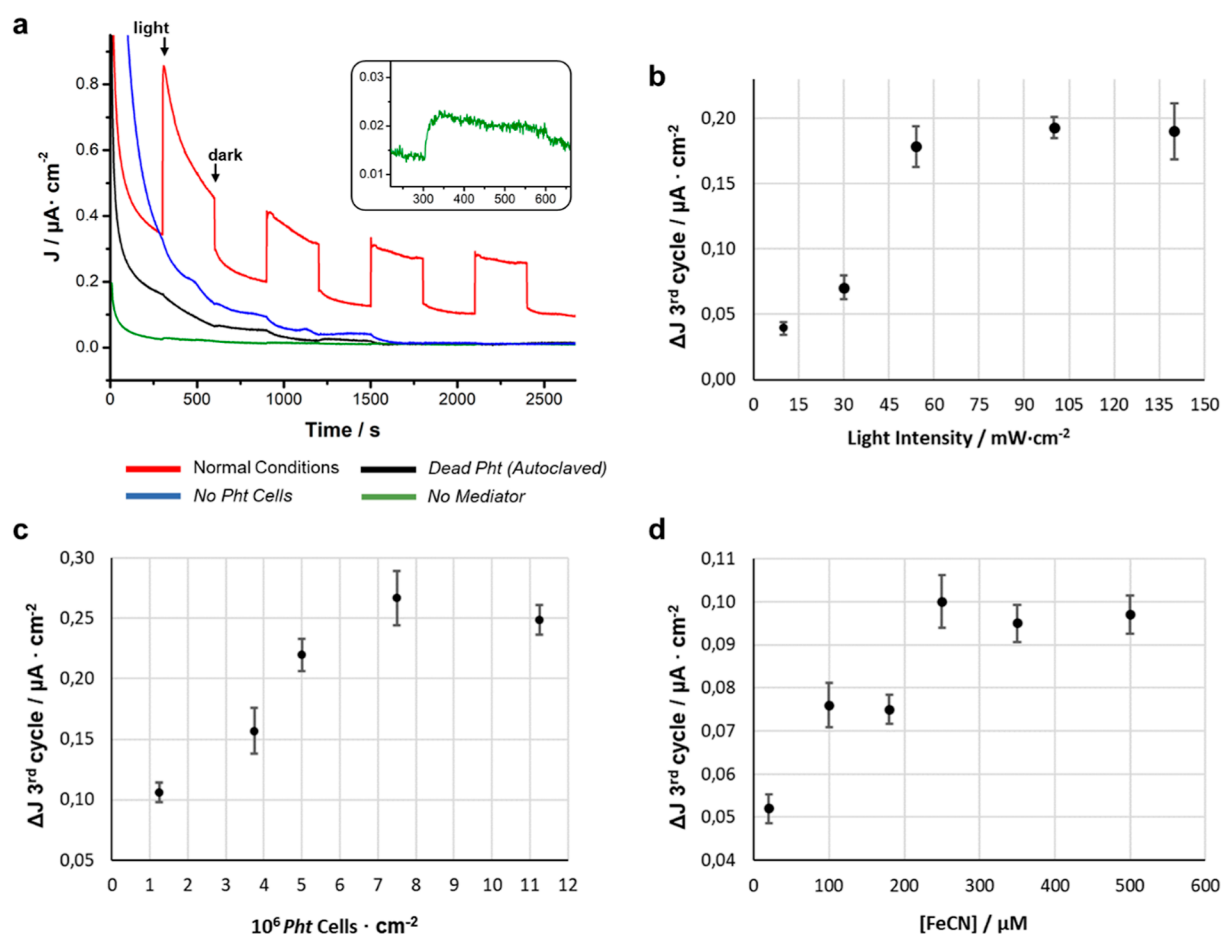 a
light
dark
J / μA· cm-2
0.8
0.6
0.4
0.2
0.0
0.03
0.02
0.01
300 400 500 600
0 500 1000 1500 2000 2500
Time / s
Normal Conditions
Dead Pht (Autoclaved)
No Pht Cells
No Mediator
b
ΔJ 3rd cycle / μA · cm-2
0,20
0,15
0,10
0,05
0,00
0 15 30 45 60 75 90 105 120 135 150
Light Intensity / mW·cm-2
c
ΔJ 3rd cycle / μA · cm-2
0,30
0,25
0,20
0,15
0,10
0,05
0 1 2 3 4 5 6 7 8 9 10 11 12
106 Pht Cells · cm-2
d
ΔJ 3rd cycle / μA · cm-2
0,11
0,10
0,09
0,08
0,07
0,06
0,05
0,04
0 100 200 300 400 500 600
[FeCN] / μM